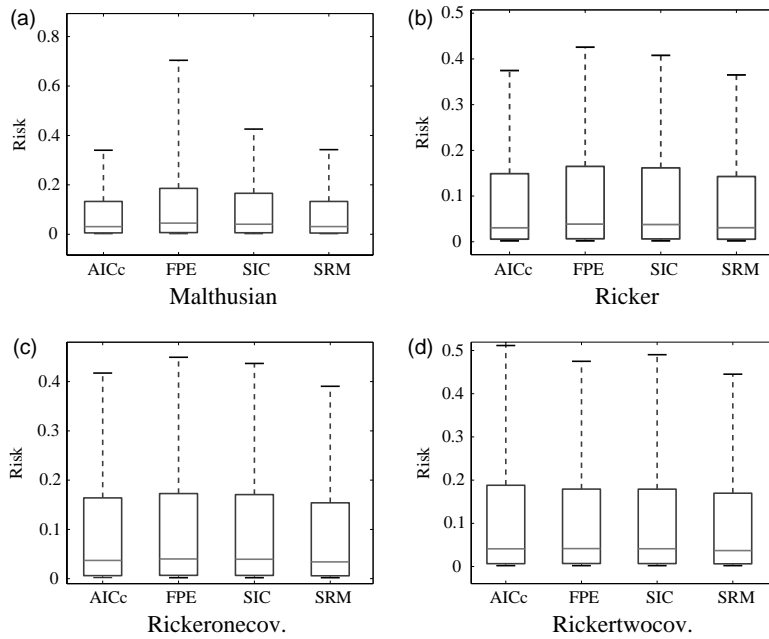 (a)
0.8
0.6
0.4
0.2
0
Risk
AICc FPE SIC SRM
Malthusian
(b)
0.5
0.4
0.3
0.2
0.1
0
Risk
AICc FPE SIC SRM
Ricker
(c)
0.4
0.3
0.2
0.1
0
Risk
AICc FPE SIC SRM
Rickeronecov.
(d)
0.5
0.4
0.3
0.2
0.1
0
Risk
AICc FPE SIC SRM
Rickertwocov.